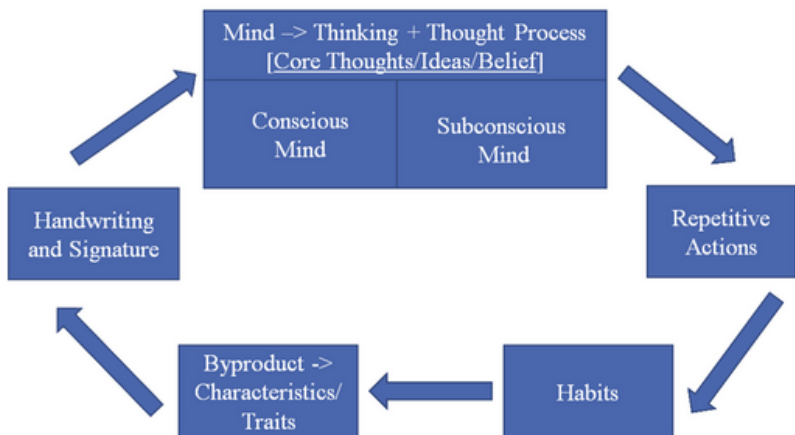 Mind –> Thinking + Thought Process
[Core Thoughts/Ideas/Belief]
Conscious
Mind
Subconscious
Mind
Repetitive
Actions
Habits
Byproduct ->
Characteristics/
Traits
Handwriting
and Signature